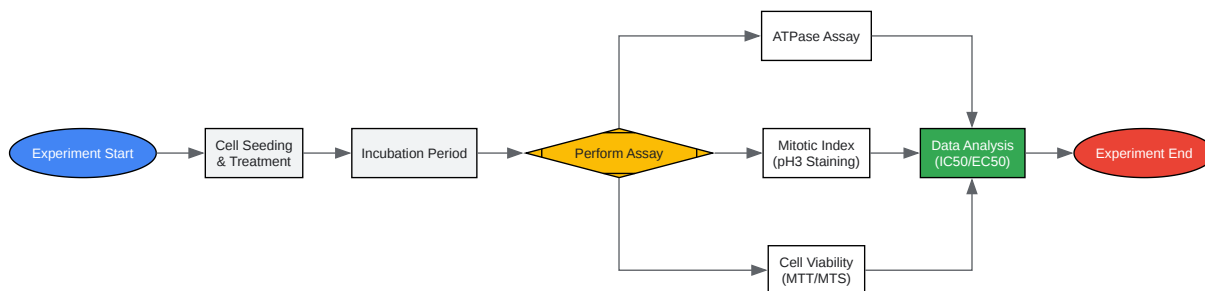 Experiment Start
Cell Seeding
& Treatment
Incubation Period
Perform Assay
ATPase Assay
Mitotic Index
(pH3 Staining)
Cell Viability
(MTT/MTS)
Data Analysis
(IC50/EC50)
Experiment End